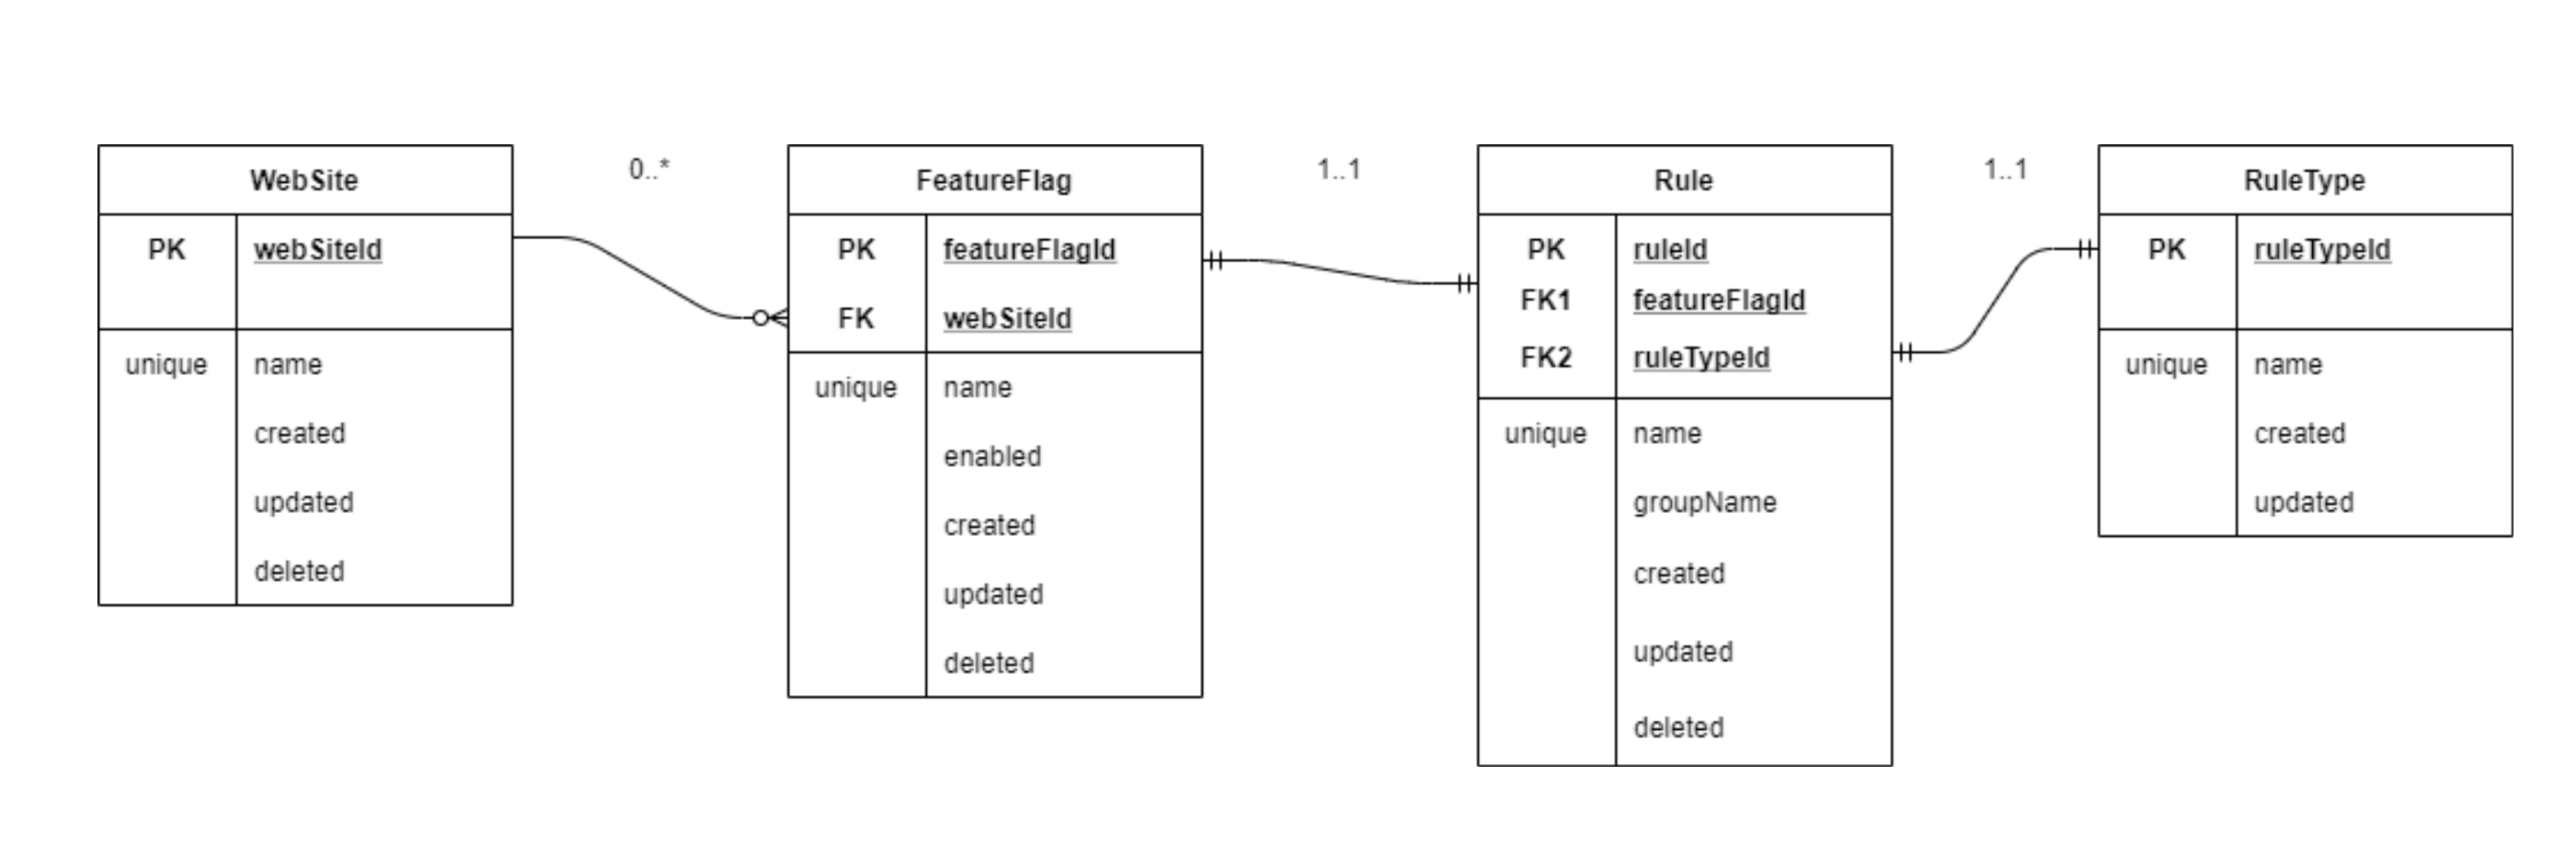 WebSite
PK webSiteId
unique name
created
updated
deleted
0..*
FeatureFlag
PK featureFlagId
FK webSiteId
unique name
enabled
created
updated
deleted
1..1
Rule
PK ruleId
FK1 featureFlagId
FK2 ruleTypeId
unique name
groupName
created
updated
deleted
1..1
RuleType
PK ruleTypeId
unique name
created
updated